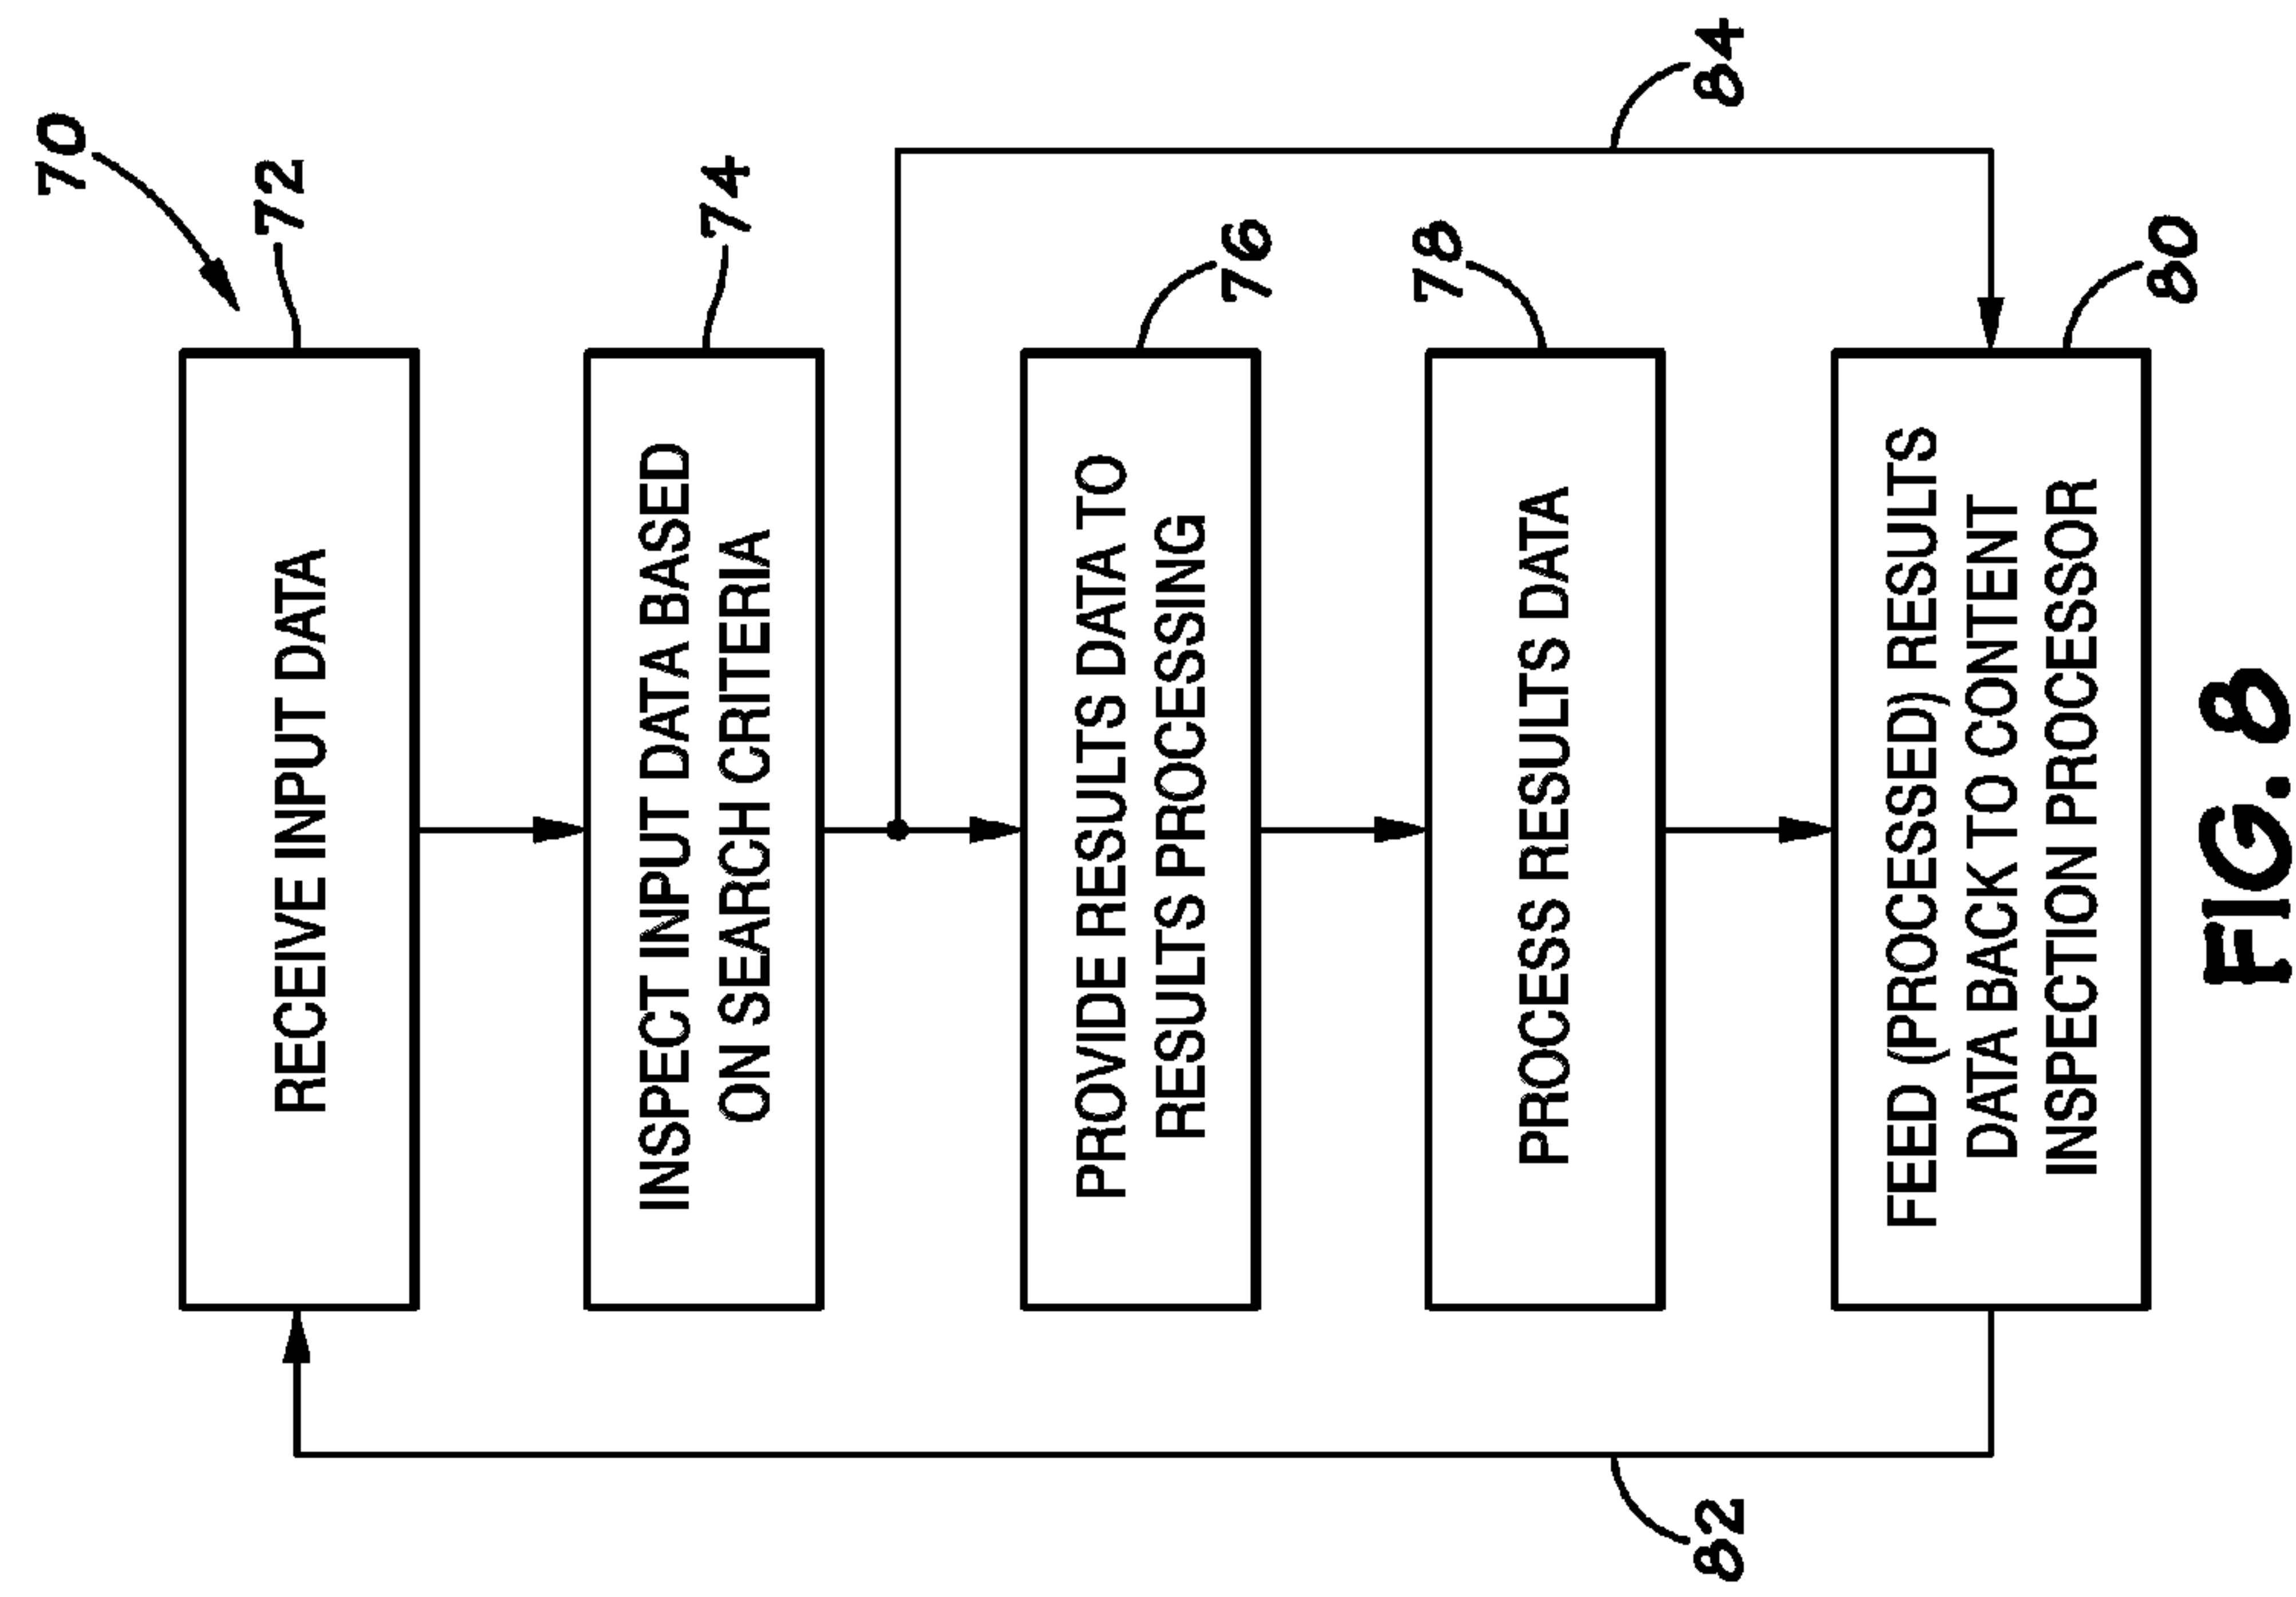 70
72
RECEIVE INPUT DATA
74
INSPECT INPUT DATA BASED
ON SEARCH CRITERIA
84
76
PROVIDE RESULTS DATA TO
RESULTS PROCESSING
78
PROCESS RESULTS DATA
80
FEED (PROCESSED) RESULTS
DATA BACK TO CONTENT
INSPECTION PROCESSOR
82
FIG. 8